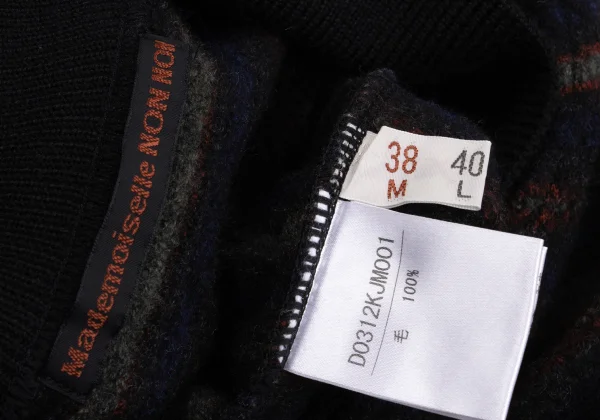 Mademoiselle NON NON
38 40
M L
D0312KJM001
毛 100%